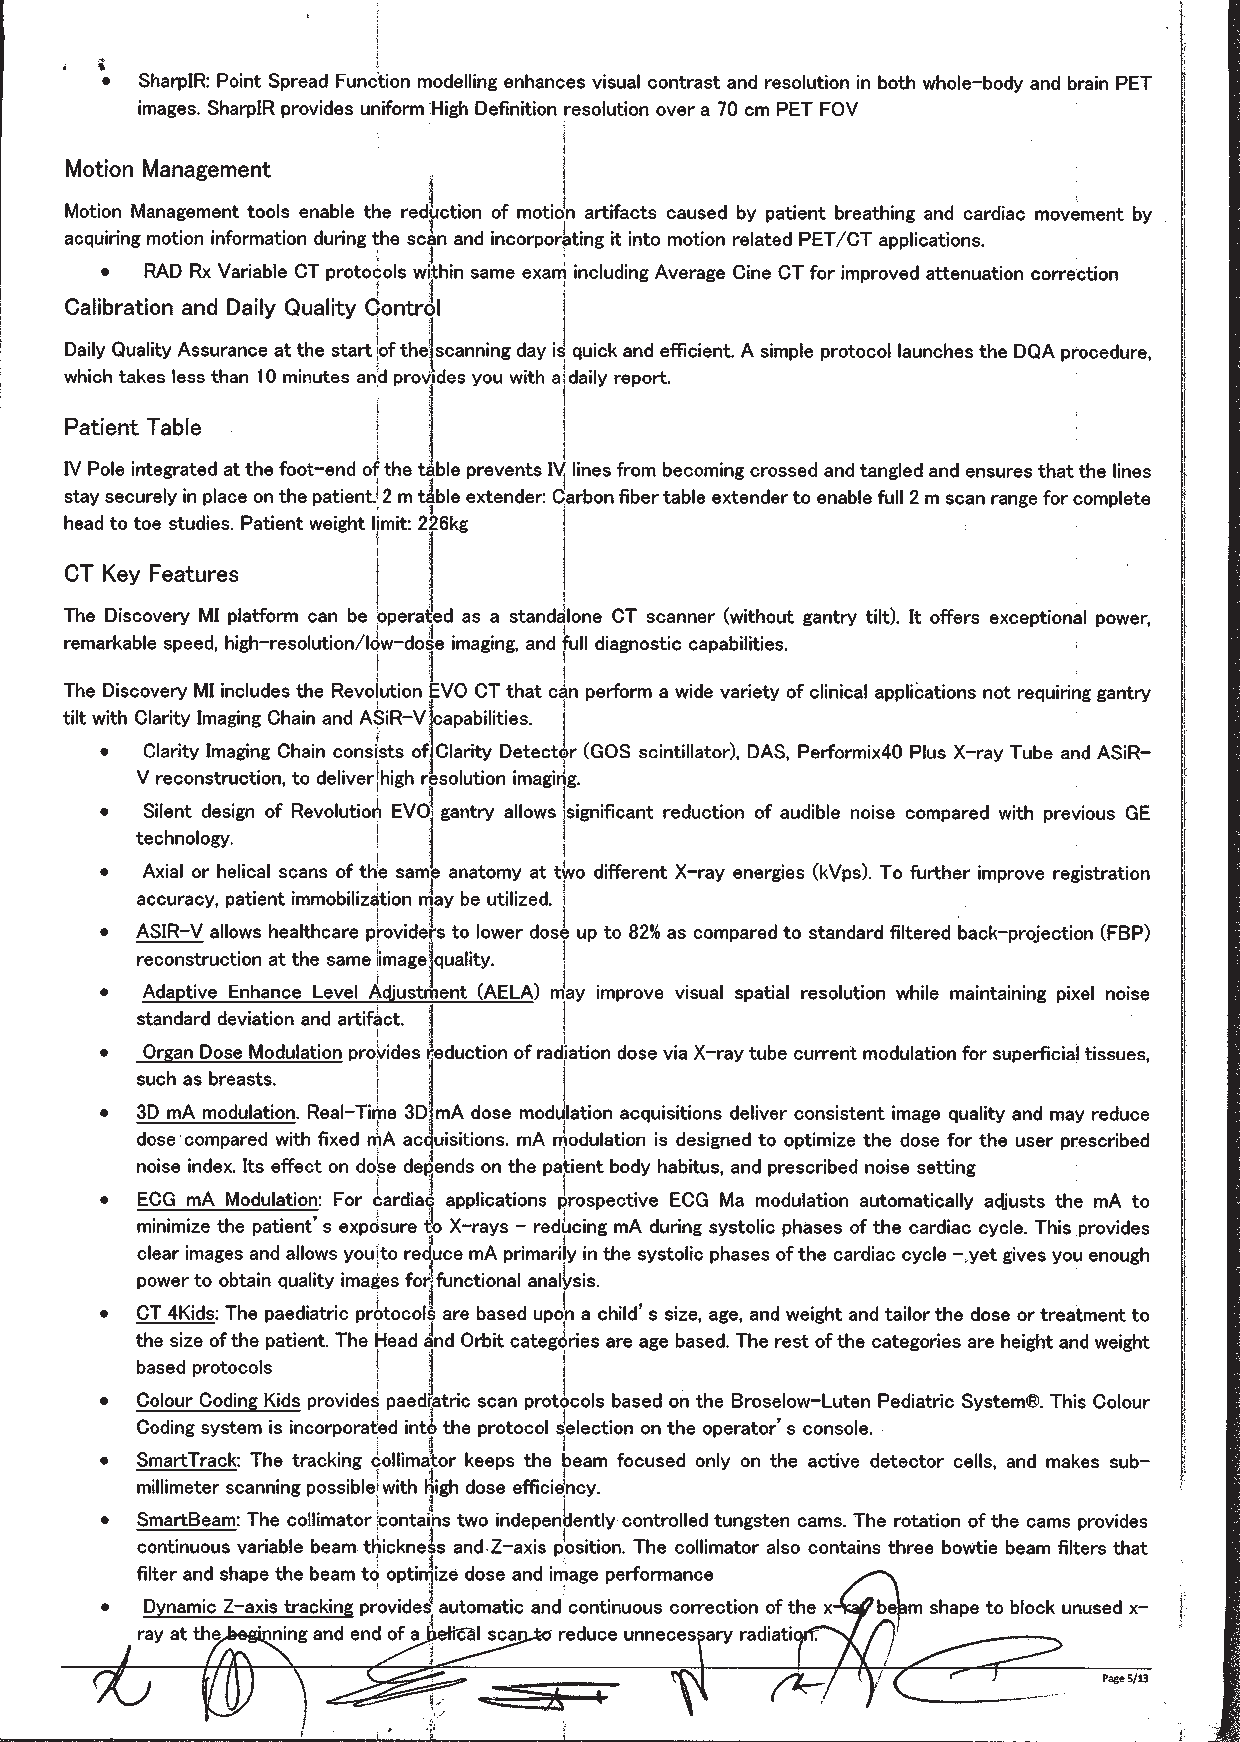 • SharpIR: Point Spread Function modelling enhances visual contrast and resolution in both whole-body and brain PET
images. SharpIR provides uniform High Definition resolution over a 70 cm PET FOV
Motion Management
Motion Management tools enable the reduction of motion artifacts caused by patient breathing and cardiac movement by
acquiring motion information during the scan and incorporating it into motion related PET/CT applications.
• RAD Rx Variable CT protocols within same exam including Average Cine CT for improved attenuation correction
Calibration and Daily Quality Control
Daily Quality Assurance at the start of the scanning day is quick and efficient. A simple protocol launches the DQA procedure,
which takes less than 10 minutes and provides you with a daily report.
Patient Table
IV Pole integrated at the foot-end of the table prevents IV lines from becoming crossed and tangled and ensures that the lines
stay securely in place on the patient. 2 m table extender: Carbon fiber table extender to enable full 2 m scan range for complete
head to toe studies. Patient weight limit: 226kg
CT Key Features
The Discovery MI platform can be operated as a standalone CT scanner (without gantry tilt). It offers exceptional power,
remarkable speed, high-resolution/low-dose imaging, and full diagnostic capabilities.
The Discovery MI includes the Revolution EVO CT that can perform a wide variety of clinical applications not requiring gantry
tilt with Clarity Imaging Chain and ASiR-V capabilities.
• Clarity Imaging Chain consists of Clarity Detector (GOS scintillator), DAS, Performix40 Plus X-ray Tube and ASiR-
V reconstruction, to deliver high resolution imaging.
• Silent design of Revolution EVO gantry allows significant reduction of audible noise compared with previous GE
technology.
• Axial or helical scans of the same anatomy at two different X-ray energies (kVps). To further improve registration
accuracy, patient immobilization may be utilized.
• ASIR-V allows healthcare providers to lower dose up to 82% as compared to standard filtered back-projection (FBP)
reconstruction at the same image quality.
• Adaptive Enhance Level Adjustment (AELA) may improve visual spatial resolution while maintaining pixel noise
standard deviation and artifact.
• Organ Dose Modulation provides reduction of radiation dose via X-ray tube current modulation for superficial tissues,
such as breasts.
• 3D mA modulation. Real-Time 3D mA dose modulation acquisitions deliver consistent image quality and may reduce
dose compared with fixed mA acquisitions. mA modulation is designed to optimize the dose for the user prescribed
noise index. Its effect on dose depends on the patient body habitus, and prescribed noise setting
• ECG mA Modulation: For cardiac applications prospective ECG Ma modulation automatically adjusts the mA to
minimize the patient's exposure to X-rays - reducing mA during systolic phases of the cardiac cycle. This provides
clear images and allows you to reduce mA primarily in the systolic phases of the cardiac cycle - yet gives you enough
power to obtain quality images for functional analysis.
• CT 4Kids: The paediatric protocols are based upon a child's size, age, and weight and tailor the dose or treatment to
the size of the patient. The Head and Orbit categories are age based. The rest of the categories are height and weight
based protocols
• Colour Coding Kids provides paediatric scan protocols based on the Broselow-Luten Pediatric System®. This Colour
Coding system is incorporated into the protocol selection on the operator's console.
• SmartTrack: The tracking collimator keeps the beam focused only on the active detector cells, and makes sub-
millimeter scanning possible with high dose efficiency.
• SmartBeam: The collimator contains two independently controlled tungsten cams. The rotation of the cams provides
continuous variable beam thickness and Z-axis position. The collimator also contains three bowtie beam filters that
filter and shape the beam to optimize dose and image performance
• Dynamic Z-axis tracking provides automatic and continuous correction of the x-ray beam shape to block unused x-
ray at the beginning and end of a helical scan to reduce unnecessary radiation.
Page 5/13